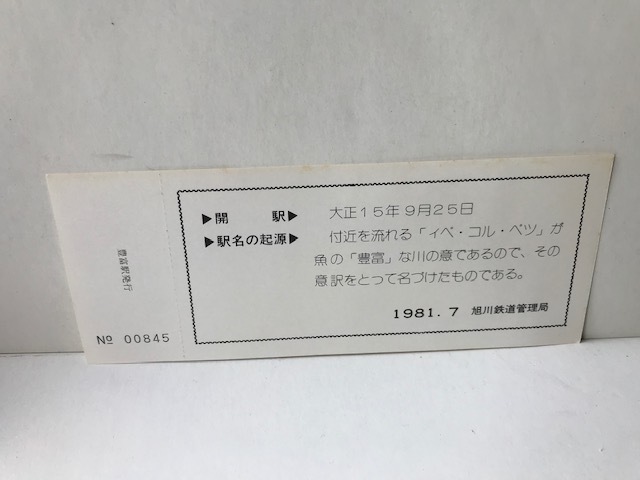 ▶開 駅▶ 大正15年9月25日
▶駅名の起源▶ 付近を流れる「イペ・コル・ペツ」が
魚の「豊富」な川の意であるので、その
意訳をとって名づけたものである。
1981.7 旭川鉄道管理局
豊富駅発行
№ 00845